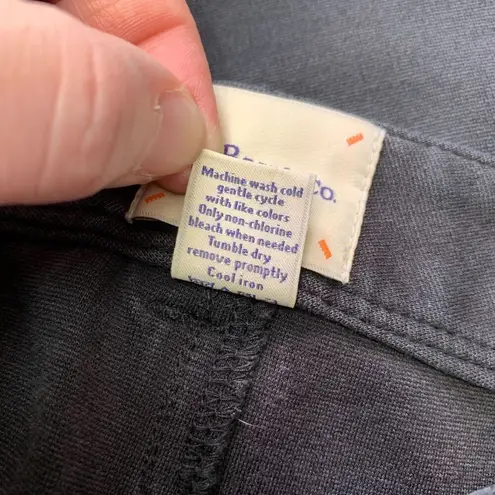 Co.
Machine wash cold
gentle cycle
with like colors
Only non-chlorine
bleach when needed
Tumble dry
remove promptly
Cool iron